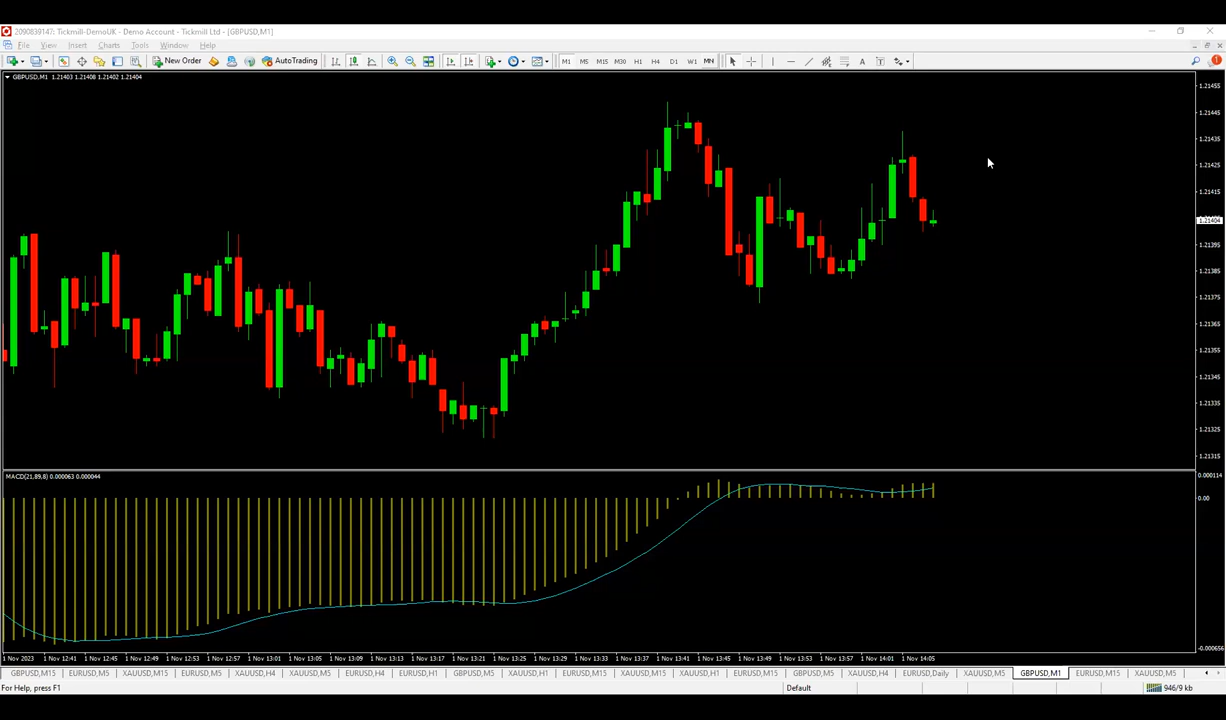 2090839147: Tickmill-DemoUK - Demo Account - Tickmill Ltd - [GBPUSD,M1]
File View Insert Charts Tools Window Help
New Order AutoTrading M1 M5 M15 M30 H1 H4 D1 W1 MN A T 1
GBPUSD,M1 1.21403 1.21408 1.21402 1.21404
1.21455
1.21445
1.21435
1.21425
1.21415
1.21404
1.21395
1.21385
1.21375
1.21365
1.21355
1.21345
1.21335
1.21325
1.21315
MACD(21,89,8) 0.000063 0.000044
0.000114
0.00
-0.000656
1 Nov 2023 1 Nov 12:41 1 Nov 12:45 1 Nov 12:49 1 Nov 12:53 1 Nov 12:57 1 Nov 13:01 1 Nov 13:05 1 Nov 13:09 1 Nov 13:13 1 Nov 13:17 1 Nov 13:21 1 Nov 13:25 1 Nov 13:29 1 Nov 13:33 1 Nov 13:37 1 Nov 13:41 1 Nov 13:45 1 Nov 13:49 1 Nov 13:53 1 Nov 13:57 1 Nov 14:01 1 Nov 14:05
GBPUSD,M15 EURUSD,M5 XAUUSD,M15 EURUSD,M5 XAUUSD,H4 XAUUSD,M5 EURUSD,H4 EURUSD,H1 GBPUSD,M5 XAUUSD,H1 EURUSD,M15 XAUUSD,M15 XAUUSD,H1 EURUSD,M15 GBPUSD,M5 XAUUSD,H4 EURUSD,Daily XAUUSD,M5 GBPUSD,M1 EURUSD,M15 XAUUSD,M5
For Help, press F1 Default 946/9 kb